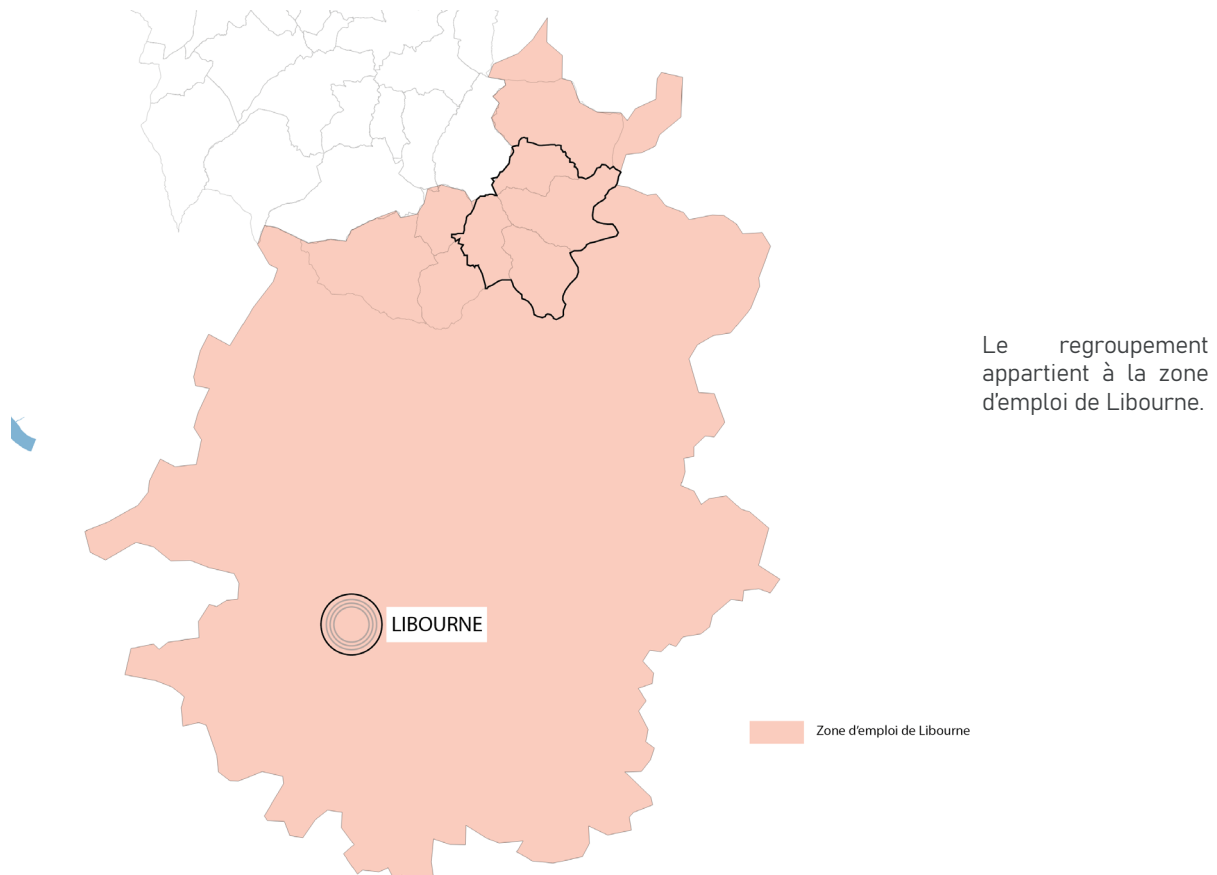 Le regroupement
appartient à la zone
d'emploi de Libourne.
LIBOURNE
Zone d'emploi de Libourne